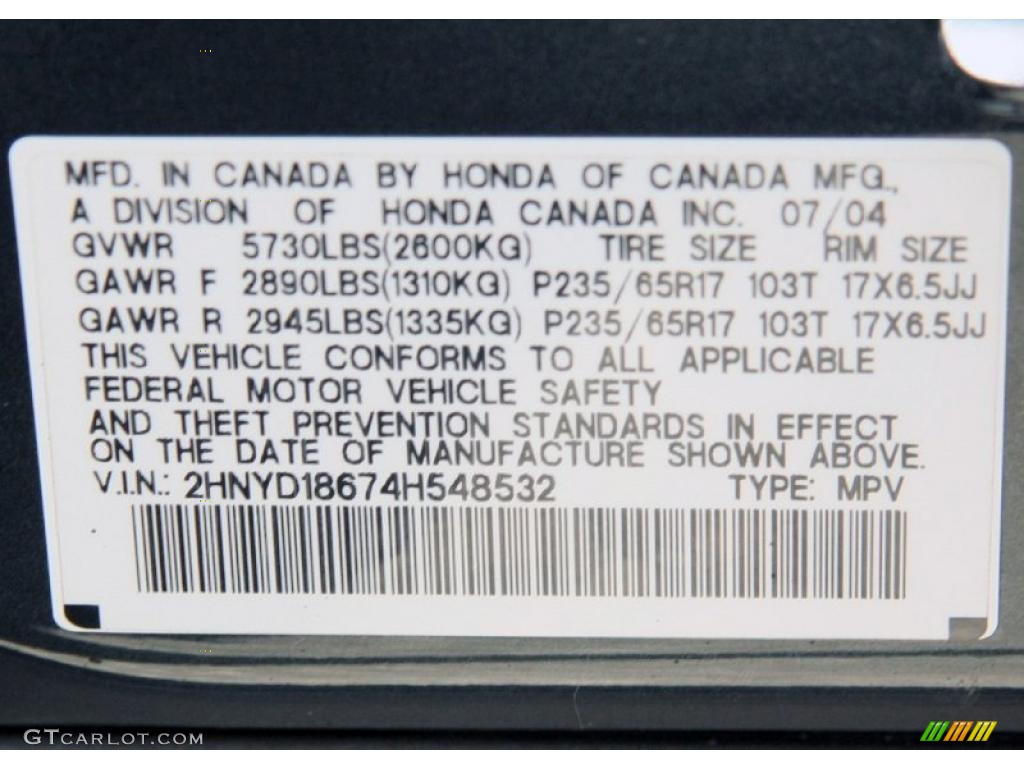 MFD. IN CANADA BY HONDA OF CANADA MFG.,
A DIVISION OF HONDA CANADA INC. 07/04
GVWR 5730LBS(2600KG) TIRE SIZE RIM SIZE
GAWR F 2890LBS(1310KG) P235/65R17 103T 17X6.5JJ
GAWR R 2945LBS(1335KG) P235/65R17 103T 17X6.5JJ
THIS VEHICLE CONFORMS TO ALL APPLICABLE
FEDERAL MOTOR VEHICLE SAFETY
AND THEFT PREVENTION STANDARDS IN EFFECT
ON THE DATE OF MANUFACTURE SHOWN ABOVE.
V.I.N.: 2HNYD18674H548532 TYPE: MPV
GTCARLOT.COM